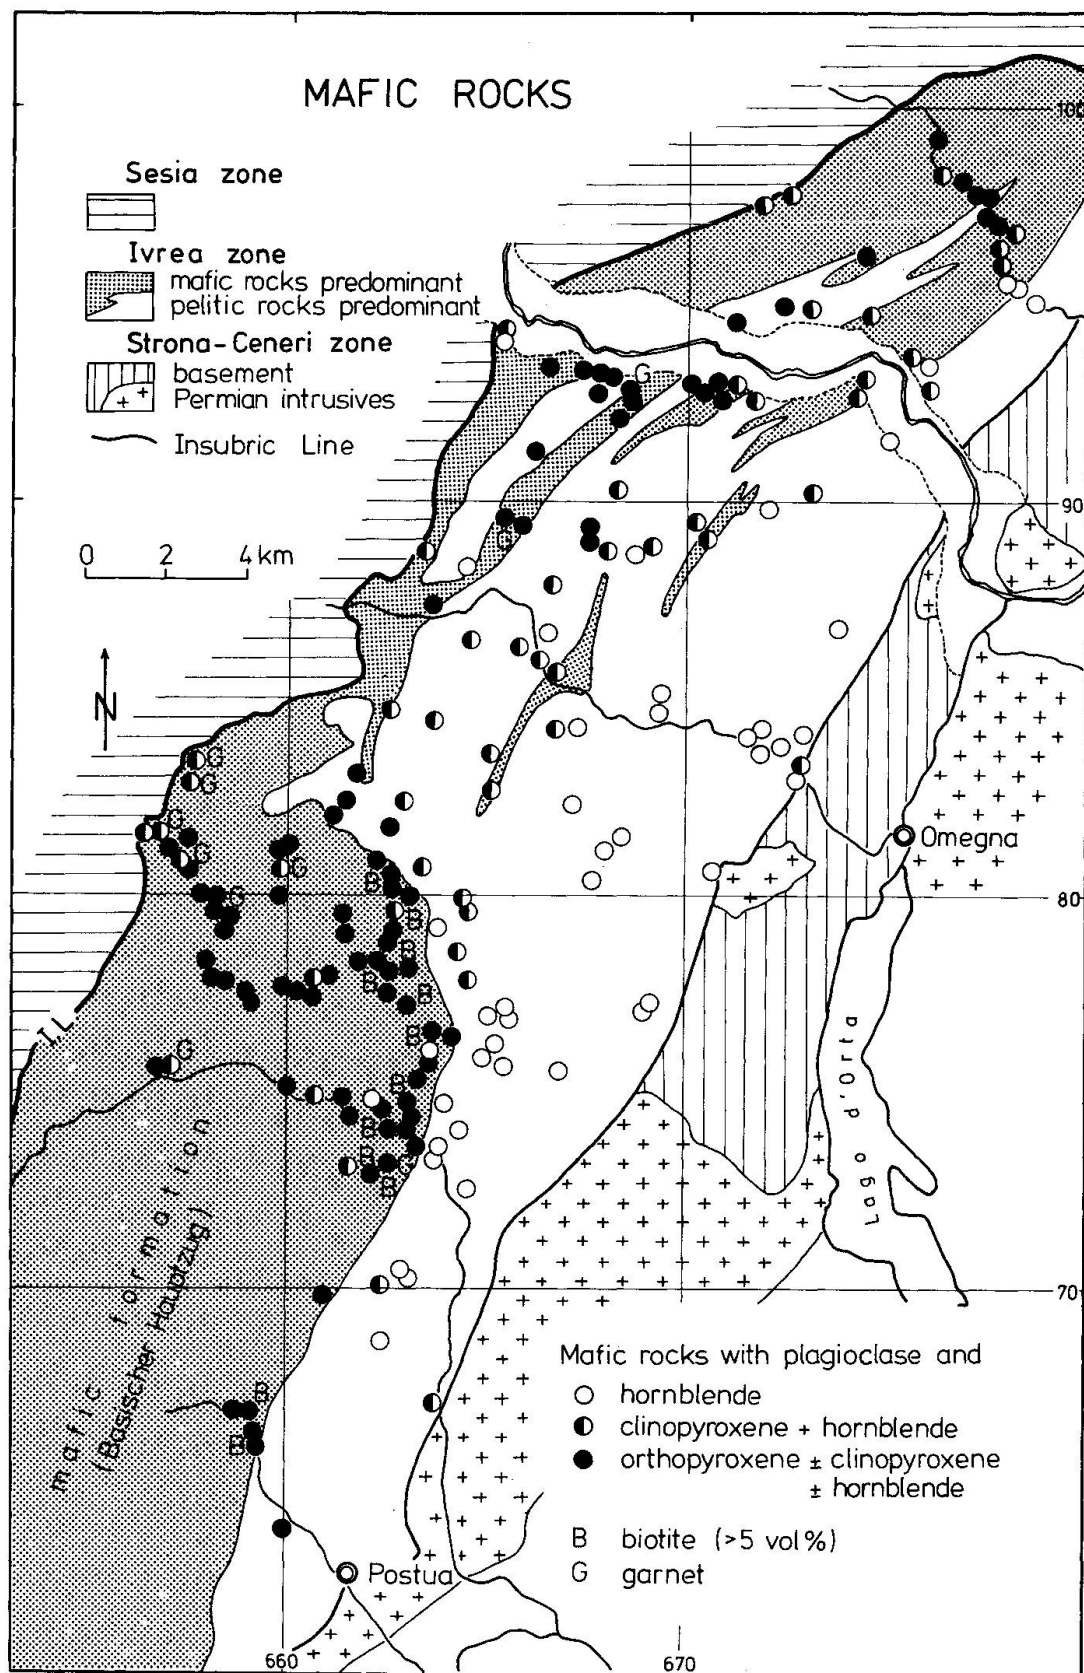 MAFIC ROCKS
Sesia zone
Ivrea zone
mafic rocks predominant
pelitic rocks predominant
Strona-Ceneri zone
basement
Permian intrusives
Insubric Line
0 2 4 km
N
100
90
80
70
660
670
G
G
G
G
G
G
G
G
G
G
G
B
B
B
B
B
B
B
B
B
B
B
B
I.L.
Omegna
Lago d'Orta
mafic formation
(Basischer Hauptzug)
Postua
Mafic rocks with plagioclase and
hornblende
clinopyroxene + hornblende
orthopyroxene ± clinopyroxene
± hornblende
B biotite (>5 vol%)
G garnet